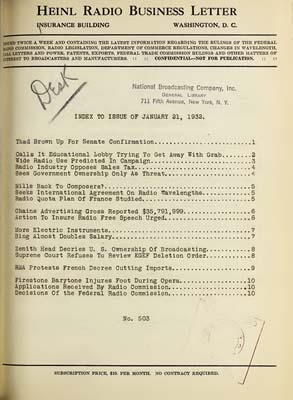 HEINL RADIO BUSINESS LETTER
INSURANCE BUILDING WASHINGTON, D. C.
ISSUED TWICE A WEEK AND CONTAINING THE LATEST INFORMATION REGARDING THE RULINGS OF THE FEDERAL
RADIO COMMISSION, RADIO LEGISLATION, DEPARTMENT OF COMMERCE REGULATIONS, CHANGES IN WAVELENGTH,
CALL LETTERS AND POWER, PATENTS, EXPORTS, FEDERAL TRADE COMMISSION RULINGS AND OTHER MATTERS OF
INTEREST TO BROADCASTERS AND MANUFACTURERS. :: :: CONFIDENTIAL—NOT FOR PUBLICATION. :: ::
Desk
National Broadcasting Company, Inc.
GENERAL LIBRARY
711 Fifth Avenue, New York, N. Y.
INDEX TO ISSUE OF JANUARY 21, 1932.
Thad Brown Up For Senate Confirmation...1
Calls It Educational Lobby Trying To Get Away With Grab...2
Wide Radio Use Predicted In Campaign...3
Radio Industry Opposes Sales Tax...4
Sees Government Ownership Only As Threat...4
Mills Back To Composers?...5
Seeks International Agreement On Radio Wavelengths...5
Radio Quota Plan Of France Studied...5
Chains Advertising Gross Reported $35,791,999...6
Action To Insure Radio Free Speech Urged...6
More Electric Instruments...7
Bing Almost Doubles Salary...7
Zenith Head Decries U. S. Ownership Of Broadcasting...8
Supreme Court Refuses To Review KGEF Deletion Order...8
RMA Protests French Decree Cutting Imports...9
Firestone Barytone Injures Foot During Opera...10
Applications Received By Radio Commission...10
Decisions Of The Federal Radio Commission...10
No. 503
SUBSCRIPTION PRICE, $10. PER MONTH. NO CONTRACT REQUIRED.